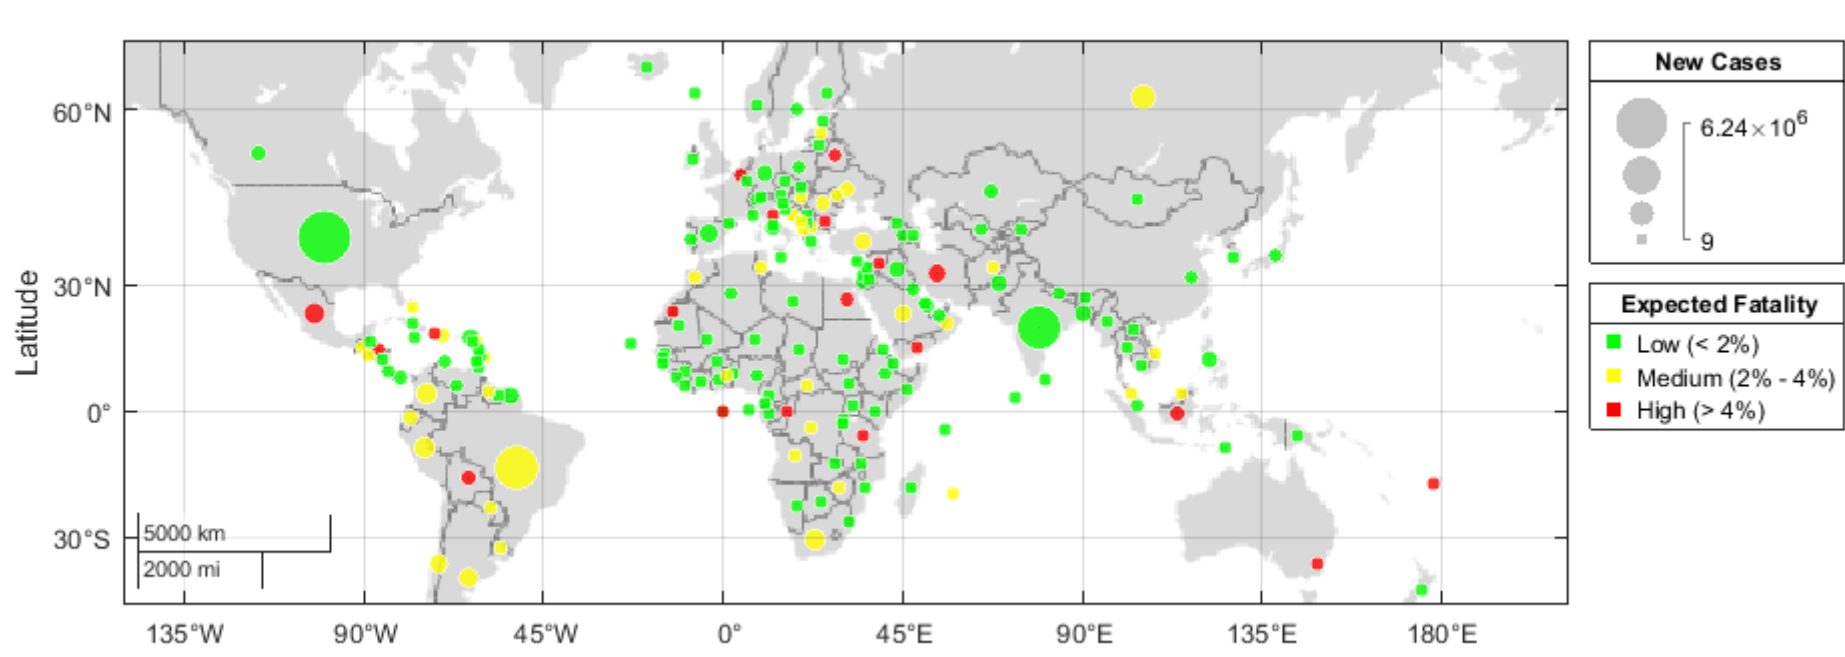 New Cases
6.24×10⁶
9
Expected Fatality
Low (< 2%)
Medium (2% - 4%)
High (> 4%)
Latitude
60°N
30°N
0°
30°S
5000 km
2000 mi
135°W
90°W
45°W
0°
45°E
90°E
135°E
180°E